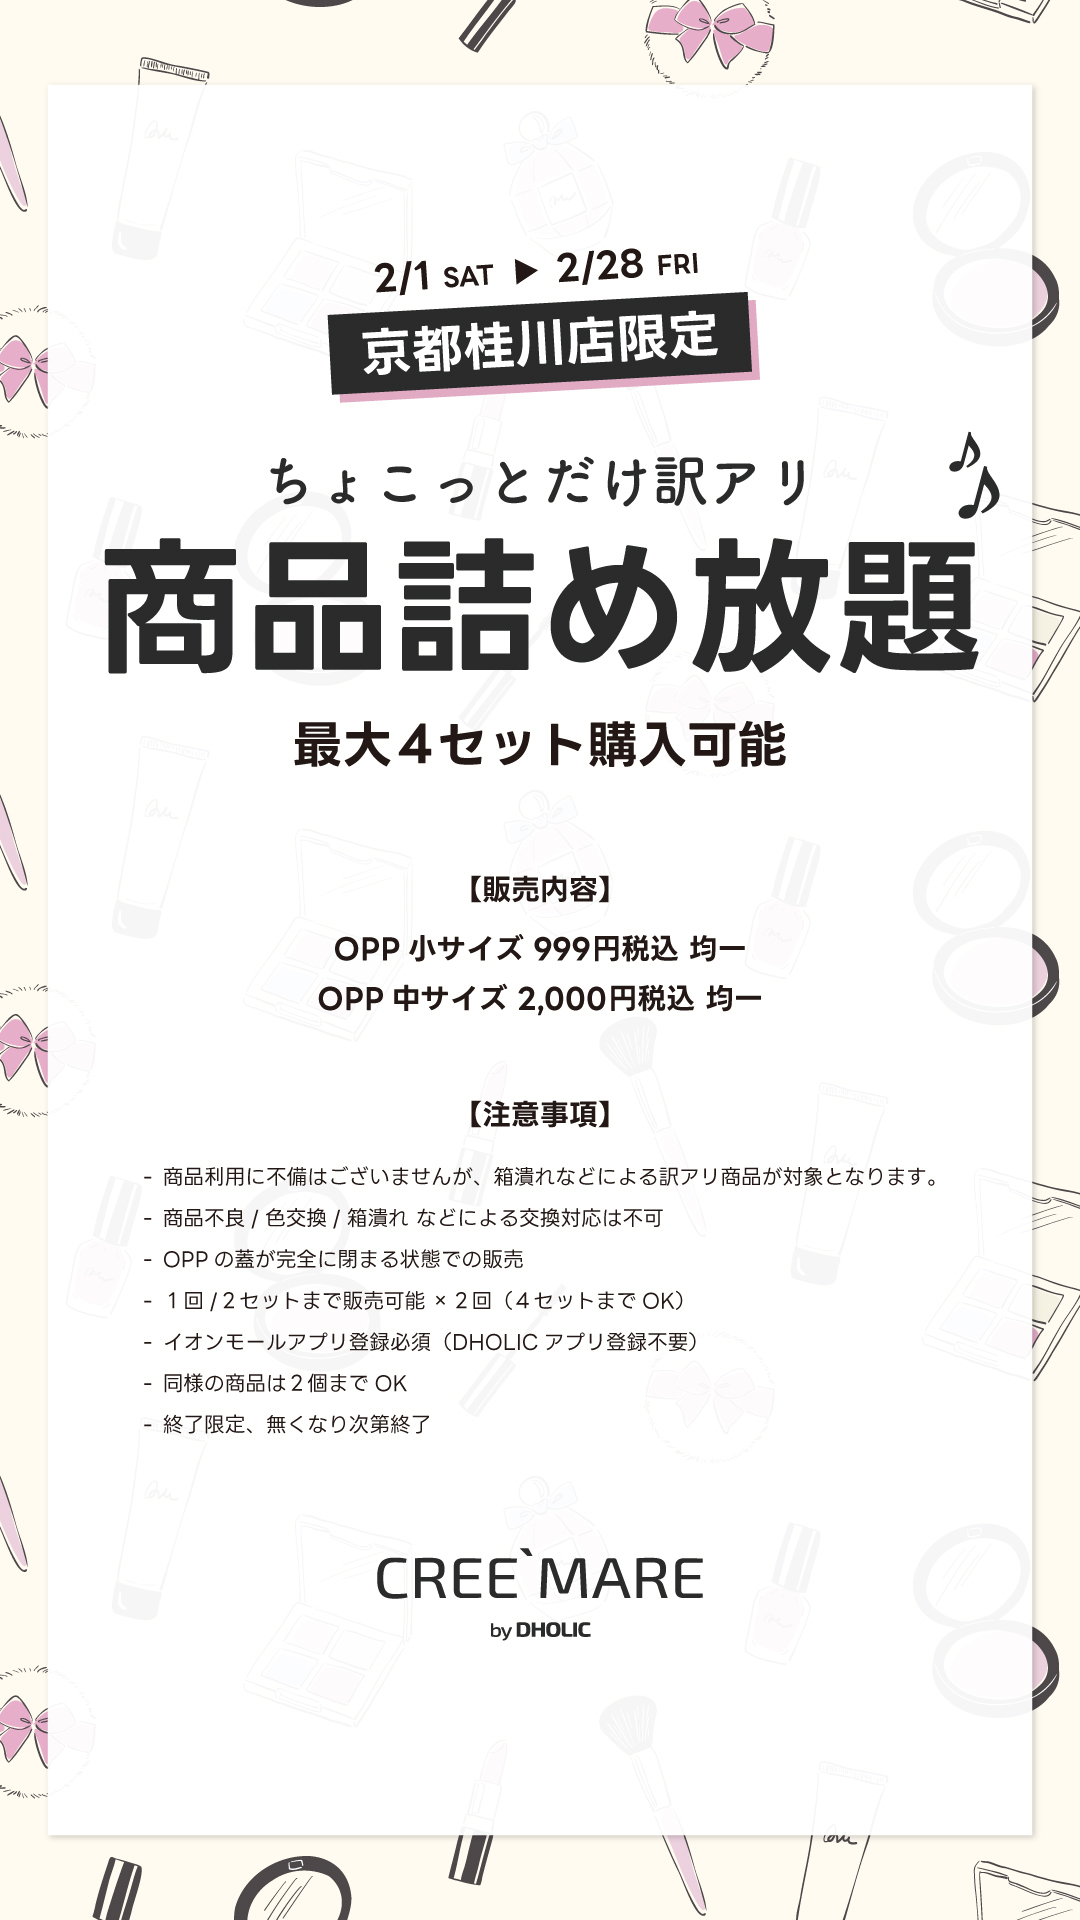 2/1 SAT ▶ 2/28 FRI
京都桂川店限定
ちょこっとだけ訳アリ
商品詰め放題
最大4セット購入可能
【販売内容】
OPP 小サイズ 999円税込 均一
OPP 中サイズ 2,000円税込 均一
【注意事項】
- 商品利用に不備はございませんが、箱潰れなどによる訳アリ商品が対象となります。
- 商品不良 / 色交換 / 箱潰れ などによる交換対応は不可
- OPP の蓋が完全に閉まる状態での販売
- 1回 / 2セットまで販売可能 × 2回（4セットまで OK）
- イオンモールアプリ登録必須（DHOLIC アプリ登録不要）
- 同様の商品は2個まで OK
- 終了限定、無くなり次第終了
CREE`MARE
by DHOLIC